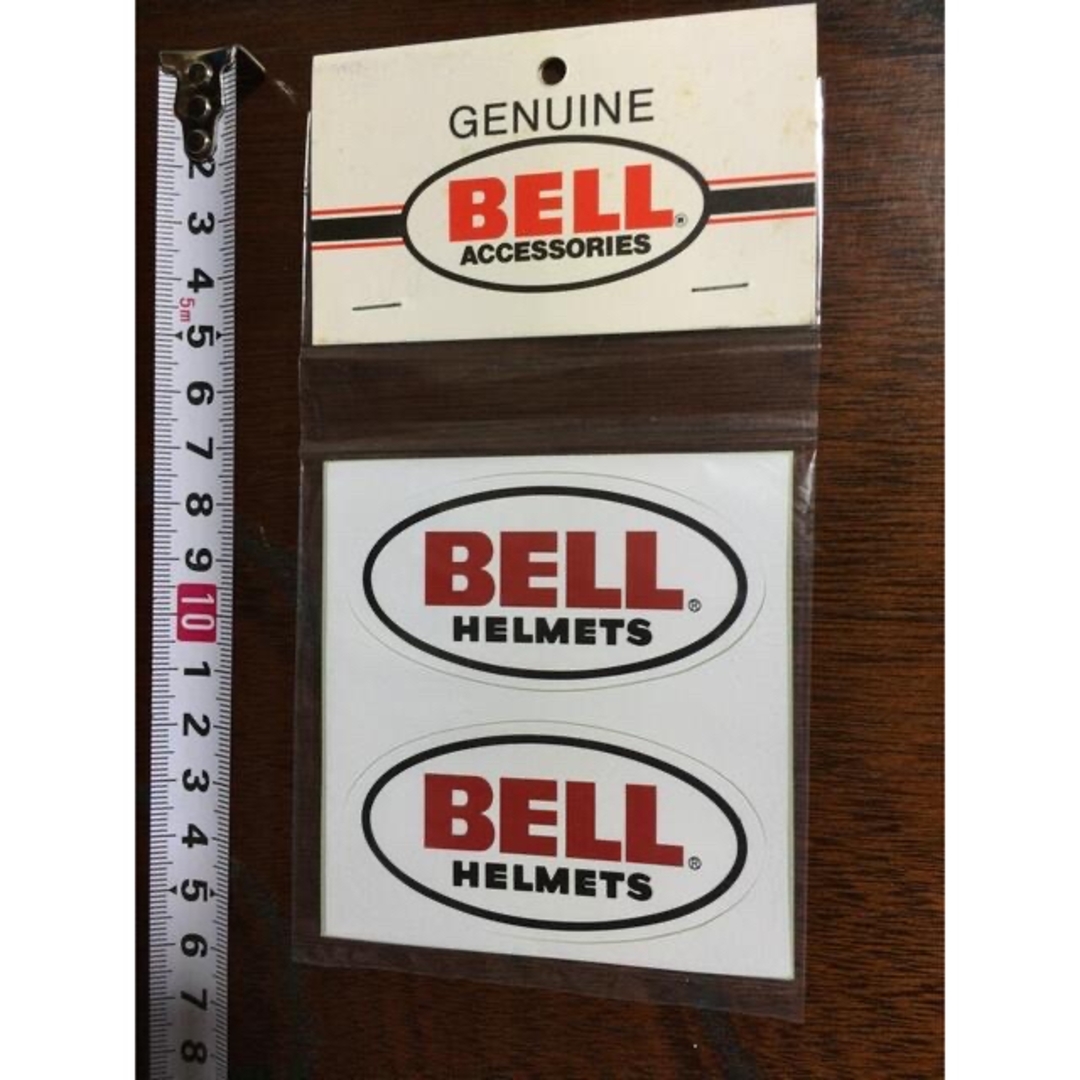 GENUINE
BELL®
ACCESSORIES
BELL®
HELMETS
BELL®
HELMETS
2
3
4
5m
5
6
7
8
9
10
1
2
3
4
5
6
7
8